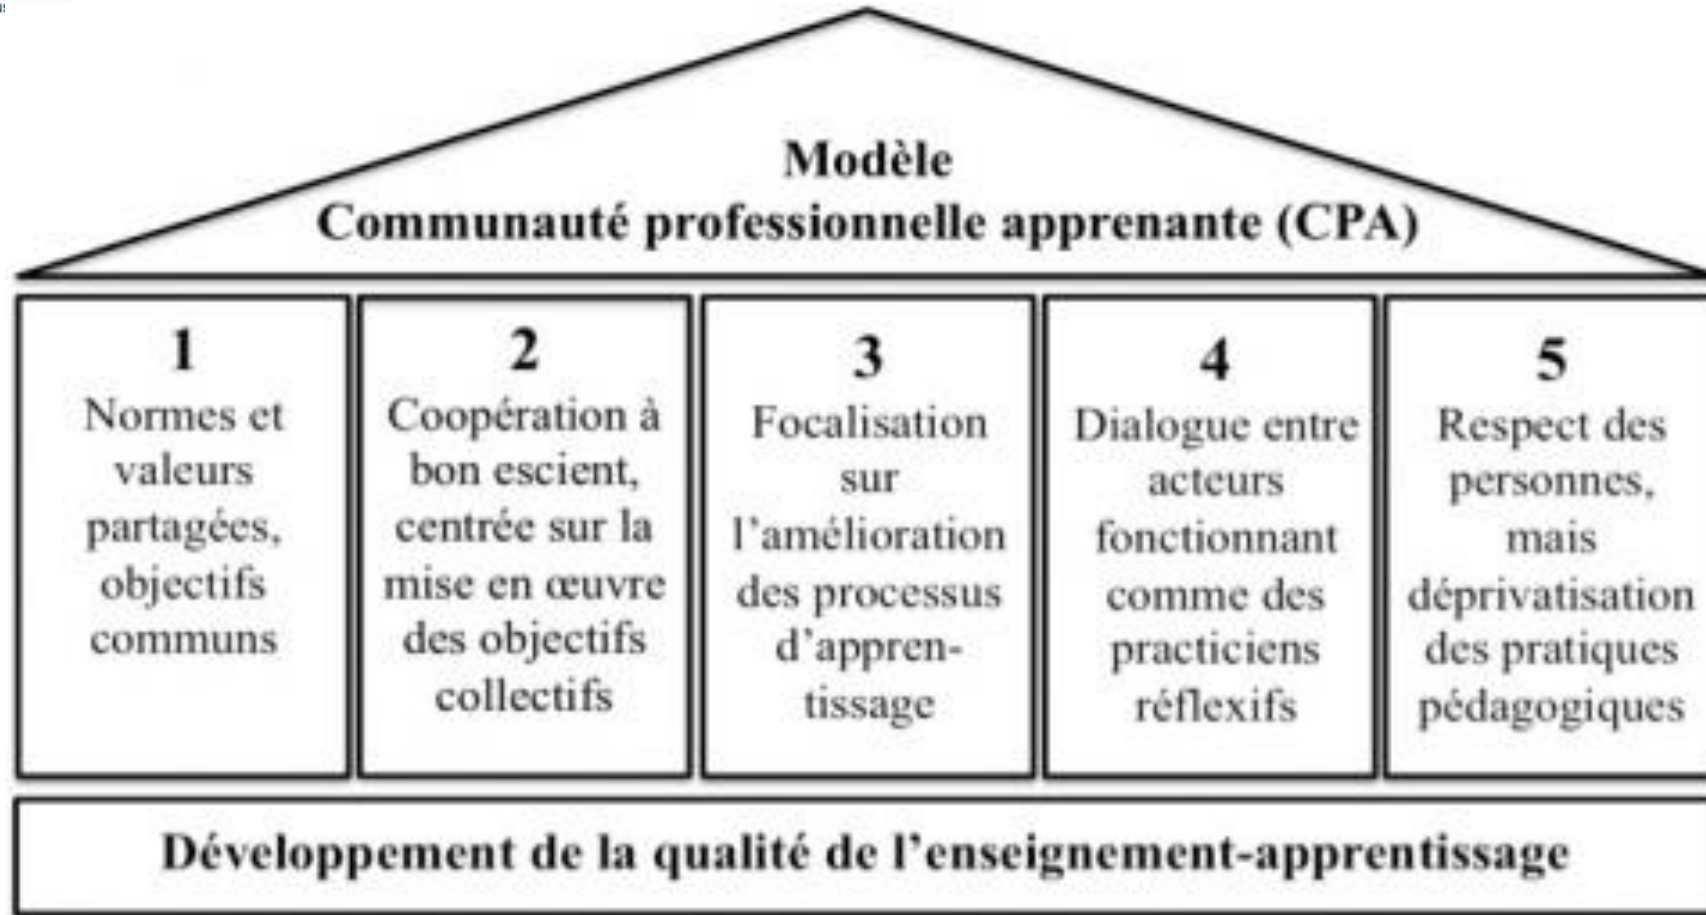 Modèle
Communauté professionnelle apprenante (CPA)
1
Normes et
valeurs
partagées,
objectifs
communs
2
Coopération à
bon escient,
centrée sur la
mise en œuvre
des objectifs
collectifs
3
Focalisation
sur
l’amélioration
des processus
d’appren-
tissage
4
Dialogue entre
acteurs
fonctionnant
comme des
practiciens
réflexifs
5
Respect des
personnes,
mais
déprivatisation
des pratiques
pédagogiques
Développement de la qualité de l’enseignement-apprentissage